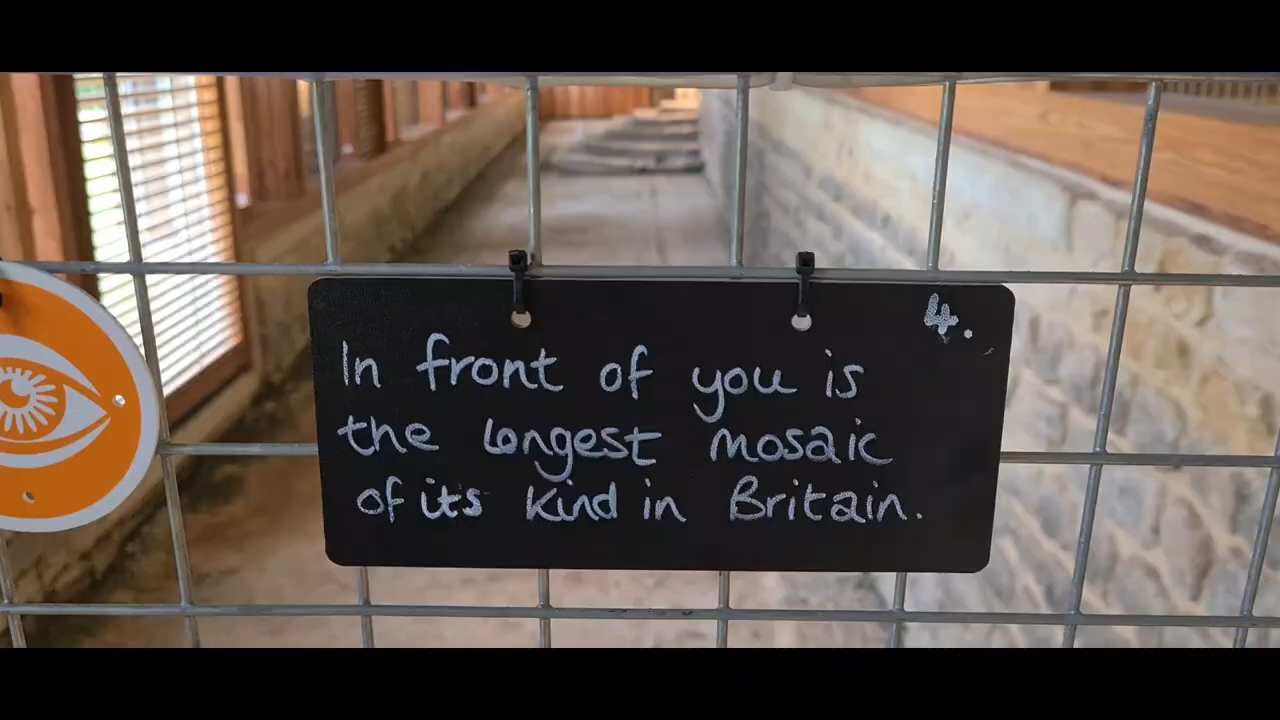 4.
In front of you is
the longest mosaic
of its kind in Britain.